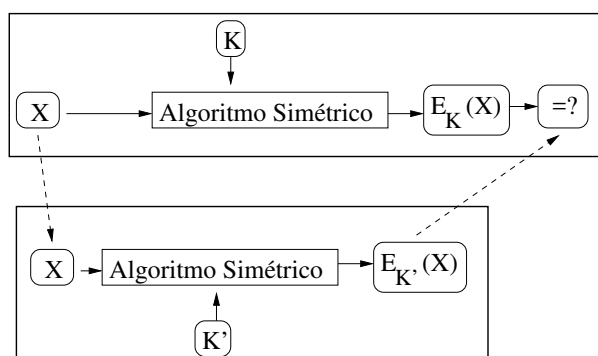 K
X
Algoritmo Simétrico
E_K (X)
=?
X
Algoritmo Simétrico
E_K' (X)
K'